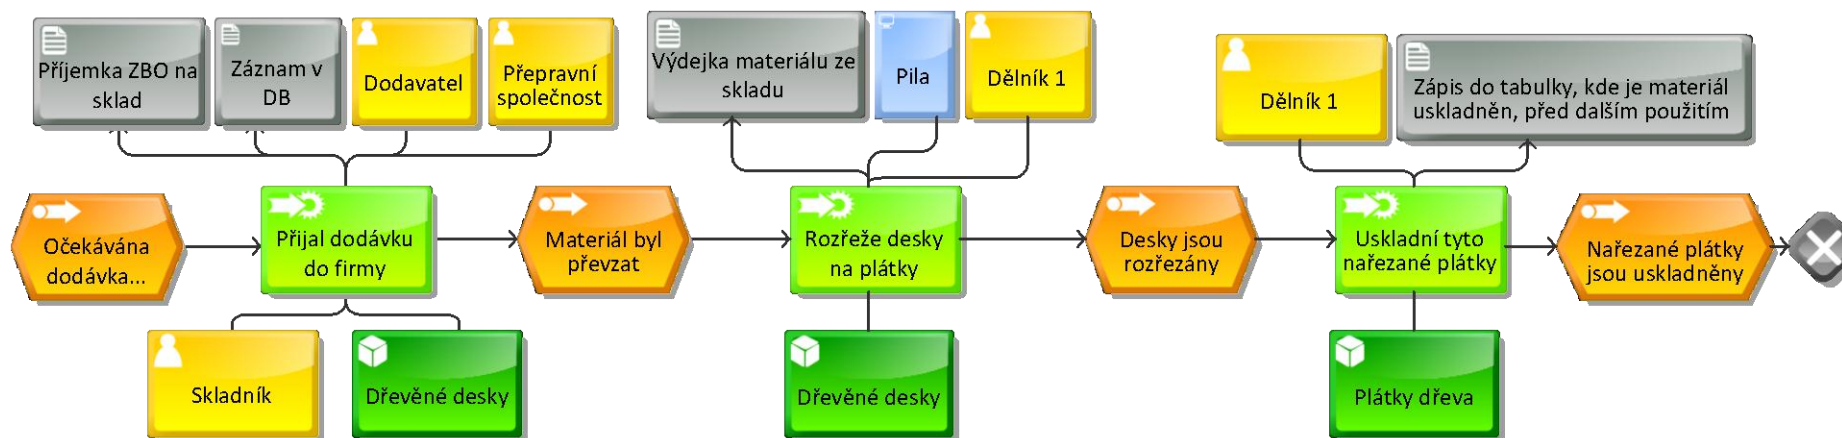 Příjemka ZBO na
sklad
Záznam v
DB
Dodavatel
Přepravní
společnost
Výdejka materiálu ze
skladu
Pila
Dělník 1
Dělník 1
Zápis do tabulky, kde je materiál
uskladněn, před dalším použitím
Očekávána
dodávka...
Přijal dodávku
do firmy
Materiál byl
převzat
Rozřeže desky
na plátky
Desky jsou
rozřezány
Uskladní tyto
nařezané plátky
Nařezané plátky
jsou uskladněny
Skladník
Dřevěné desky
Dřevěné desky
Plátky dřeva